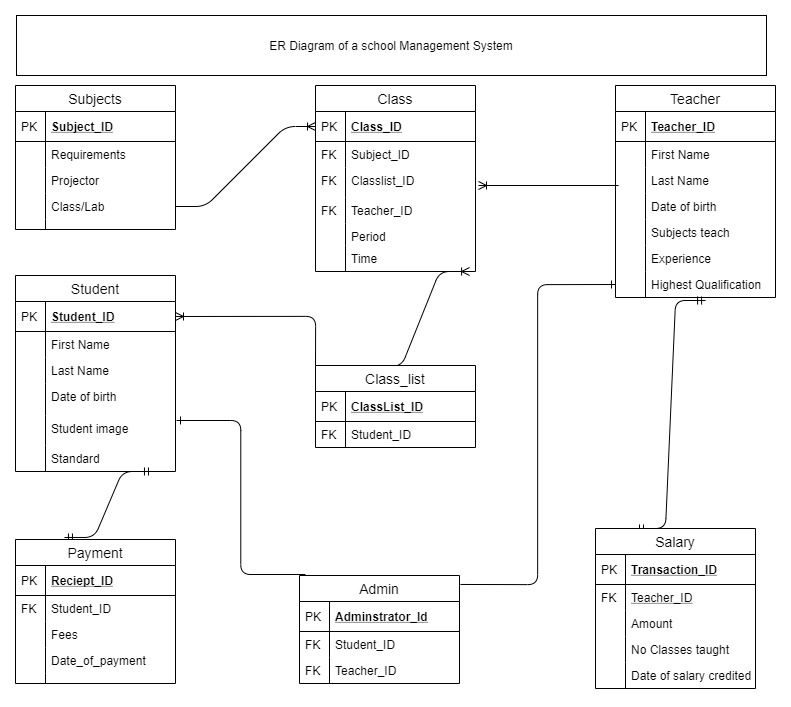 ER Diagram of a school Management System
Subjects
PK Subject_ID
Requirements
Projector
Class/Lab
Class
PK Class_ID
FK Subject_ID
FK Classlist_ID
FK Teacher_ID
Period
Time
Teacher
PK Teacher_ID
First Name
Last Name
Date of birth
Subjects teach
Experience
Highest Qualification
Student
PK Student_ID
First Name
Last Name
Date of birth
Student image
Standard
Class_list
PK ClassList_ID
FK Student_ID
Payment
PK Reciept_ID
FK Student_ID
Fees
Date_of_payment
Admin
PK Adminstrator_Id
FK Student_ID
FK Teacher_ID
Salary
PK Transaction_ID
FK Teacher_ID
Amount
No Classes taught
Date of salary credited